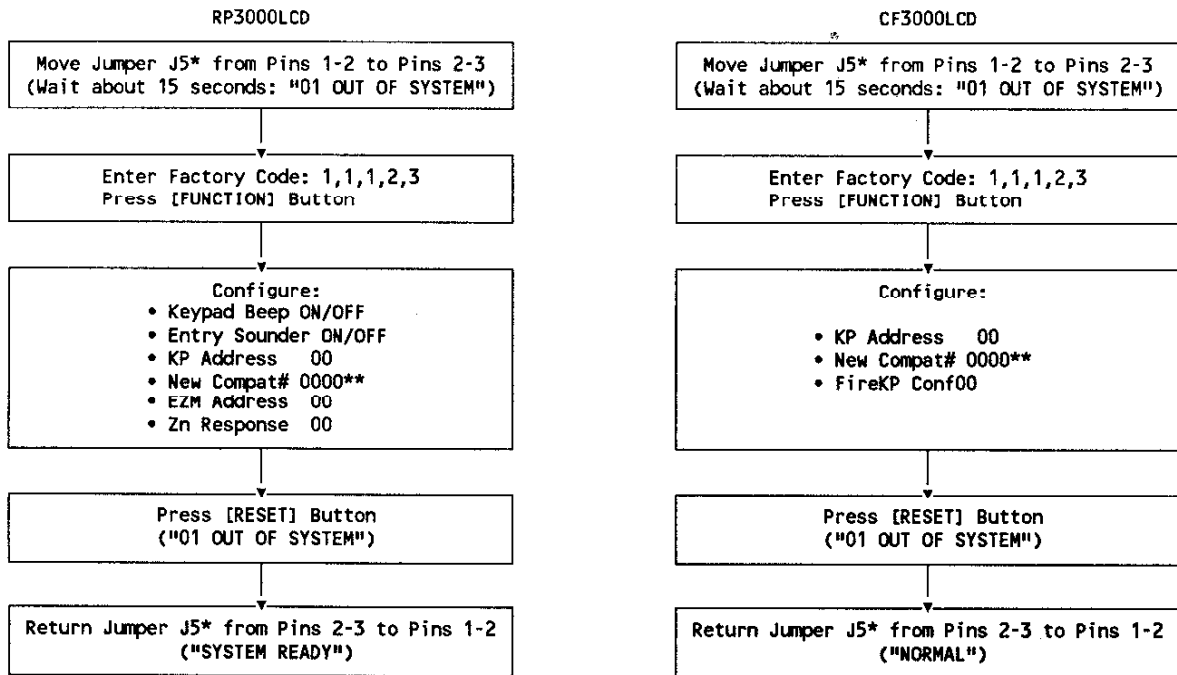 RP3000LCD
Move Jumper J5* from Pins 1-2 to Pins 2-3
(Wait about 15 seconds: "01 OUT OF SYSTEM")
Enter Factory Code: 1,1,1,2,3
Press [FUNCTION] Button
Configure:
• Keypad Beep ON/OFF
• Entry Sounder ON/OFF
• KP Address 00
• New Compat# 0000**
• EZM Address 00
• Zn Response 00
Press [RESET] Button
("01 OUT OF SYSTEM")
Return Jumper J5* from Pins 2-3 to Pins 1-2
("SYSTEM READY")
CF3000LCD
Move Jumper J5* from Pins 1-2 to Pins 2-3
(Wait about 15 seconds: "01 OUT OF SYSTEM")
Enter Factory Code: 1,1,1,2,3
Press [FUNCTION] Button
Configure:
• KP Address 00
• New Compat# 0000**
• FireKP Conf00
Press [RESET] Button
("01 OUT OF SYSTEM")
Return Jumper J5* from Pins 2-3 to Pins 1-2
("NORMAL")